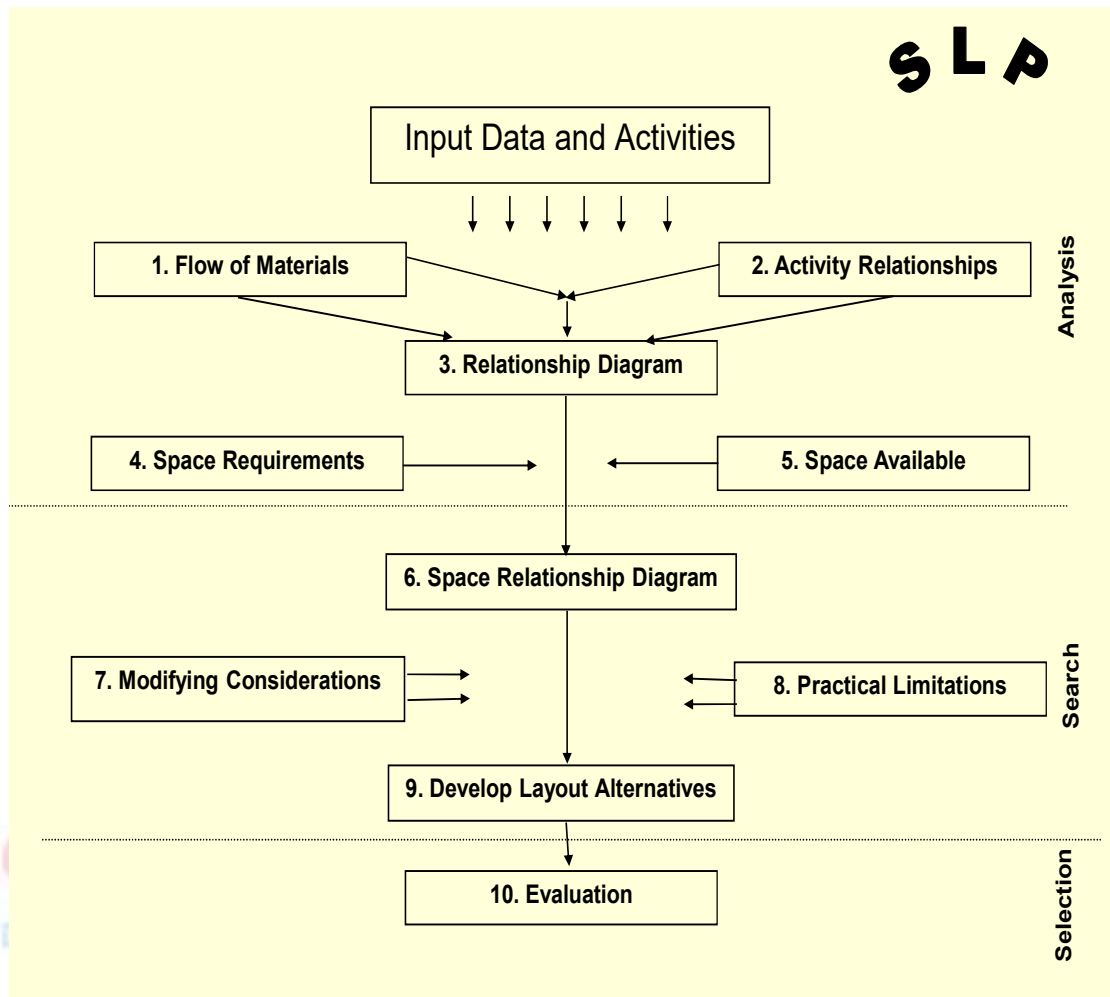 SLP
Input Data and Activities
1. Flow of Materials
2. Activity Relationships
Analysis
3. Relationship Diagram
4. Space Requirements
5. Space Available
6. Space Relationship Diagram
7. Modifying Considerations
8. Practical Limitations
Search
9. Develop Layout Alternatives
10. Evaluation
Selection